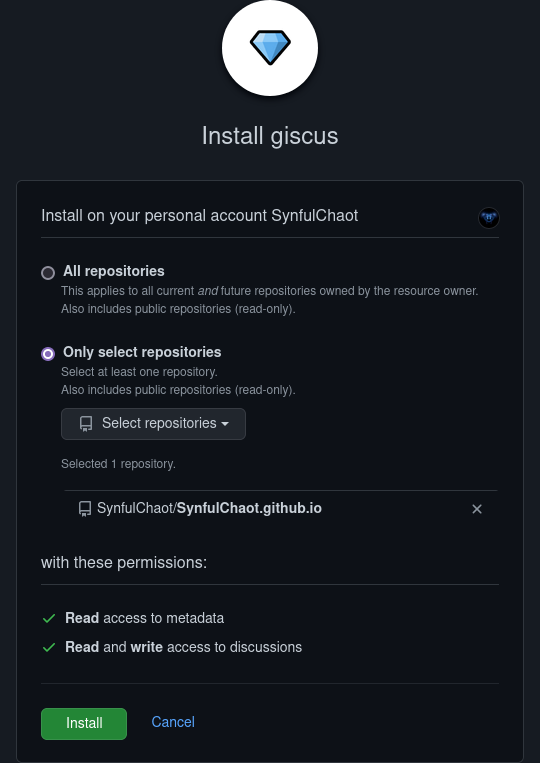 Install giscus
Install on your personal account SynfulChaot
All repositories
This applies to all current and future repositories owned by the resource owner.
Also includes public repositories (read-only).
Only select repositories
Select at least one repository.
Also includes public repositories (read-only).
Select repositories
Selected 1 repository.
SynfulChaot/SynfulChaot.github.io
with these permissions:
Read access to metadata
Read and write access to discussions
Install Cancel